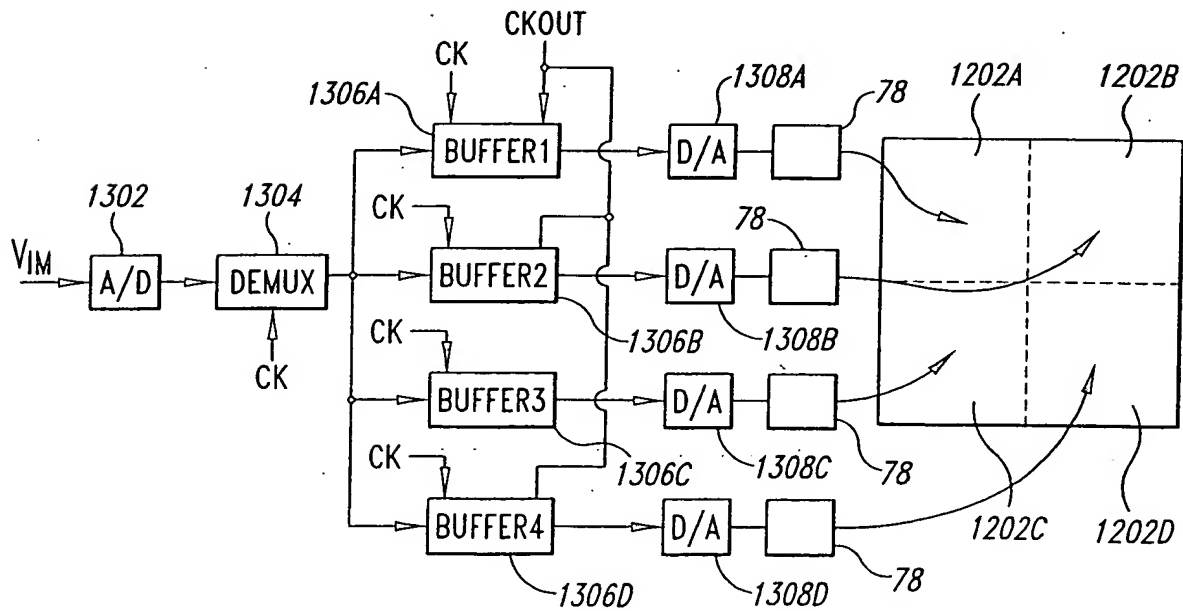 CKOUT
CK
1306A
BUFFER1
1308A
D/A
78
1202A
1202B
1302
1304
VIM
A/D
DEMUX
CK
CK
BUFFER2
1306B
D/A
1308B
78
CK
BUFFER3
1306C
D/A
1308C
78
CK
BUFFER4
1306D
D/A
1308D
78
1202C
1202D